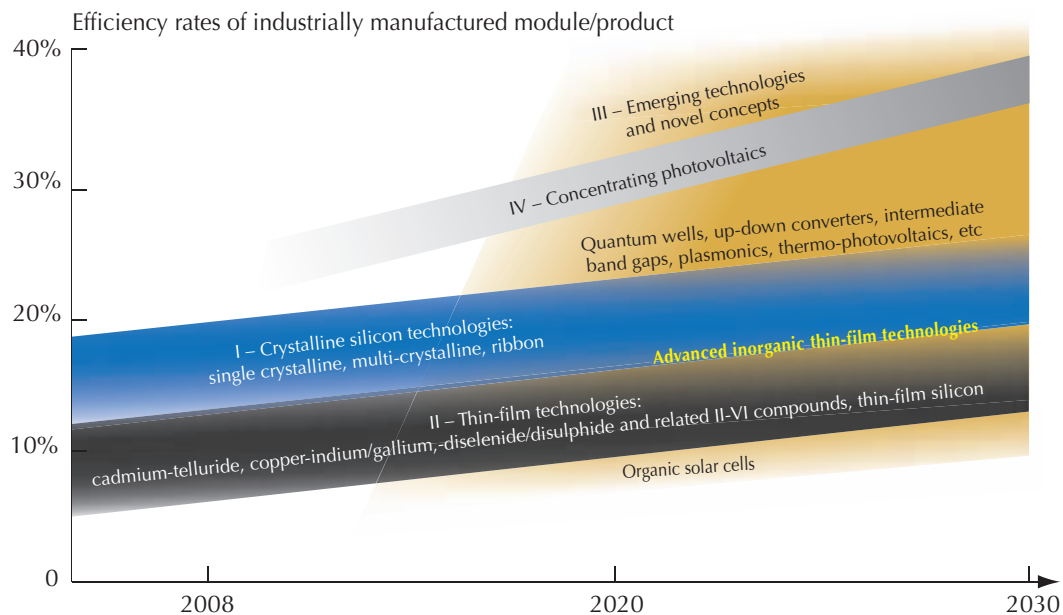 Efficiency rates of industrially manufactured module/product
40%
III – Emerging technologies
and novel concepts
30%
IV – Concentrating photovoltaics
Quantum wells, up-down converters, intermediate
band gaps, plasmonics, thermo-photovoltaics, etc
20%
I – Crystalline silicon technologies:
single crystalline, multi-crystalline, ribbon
Advanced inorganic thin-film technologies
10%
II – Thin-film technologies:
cadmium-telluride, copper-indium/gallium,-diselenide/disulphide and related II-VI compounds, thin-film silicon
Organic solar cells
0
2008
2020
2030